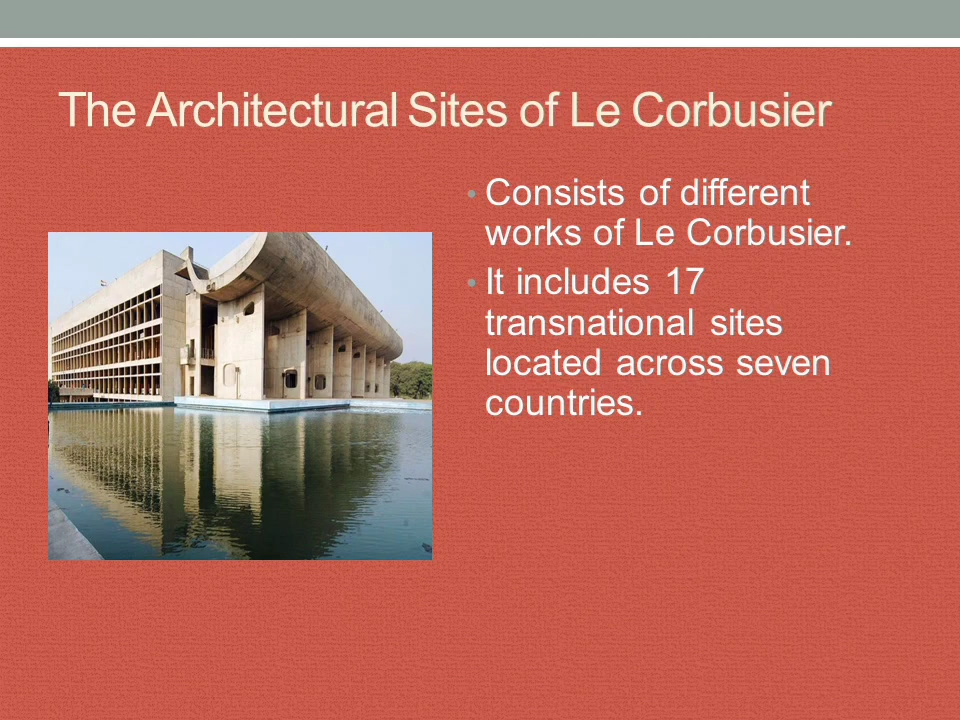 The Architectural Sites of Le Corbusier
• Consists of different
works of Le Corbusier.
• It includes 17
transnational sites
located across seven
countries.